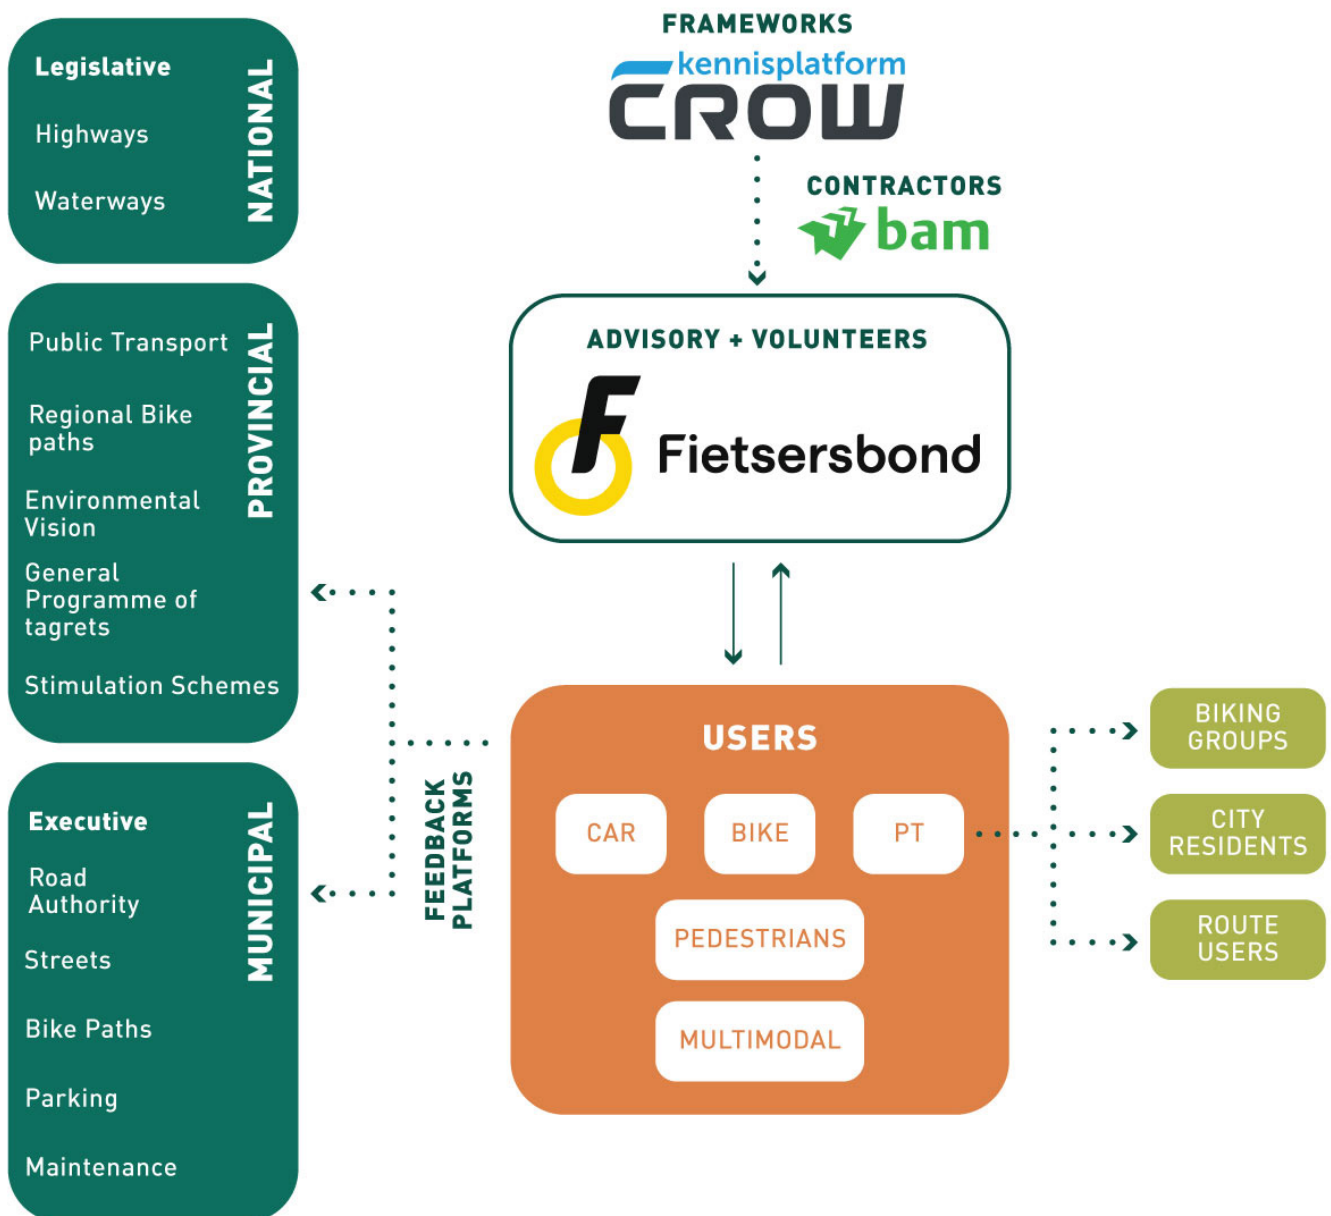 Legislative
Highways
Waterways
NATIONAL
Public Transport
Regional Bike
paths
Environmental
Vision
General
Programme of
tagrets
Stimulation Schemes
PROVINCIAL
Executive
Road
Authority
Streets
Bike Paths
Parking
Maintenance
MUNICIPAL
FRAMEWORKS
kennisplatform
CROW
CONTRACTORS
bam
ADVISORY + VOLUNTEERS
F
Fietsersbond
FEEDBACK
PLATFORMS
USERS
CAR
BIKE
PT
PEDESTRIANS
MULTIMODAL
BIKING
GROUPS
CITY
RESIDENTS
ROUTE
USERS